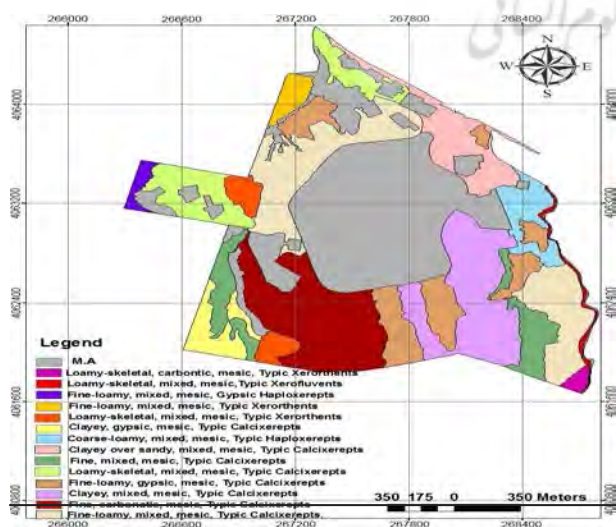 266000 266600 267200 267800 268400
N
W E
S
4064000
4063200
4062400
4061600
4060800
Legend
M.A
Loamy-skeletal, carbontic, mesic, Typic Xerorthents
Loamy-skeletal, mixed, mesic, Typic Xerofluvents
Fine-loamy, mixed, mesic, Gypsic Haploxerepts
Fine-loamy, mixed, mesic, Typic Xerorthents
Loamy-skeletal, mixed, mesic, Typic Xerorthents
Clayey, gypsic, mesic, Typic Calcixerepts
Coarse-loamy, mixed, mesic, Typic Haploxerepts
Clayey over sandy, mixed, mesic, Typic Calcixerepts
Fine, mixed, mesic, Typic Calcixerepts
Loamy-skeletal, mixed, mesic, Typic Calcixerepts
Fine-loamy, gypsic, mesic, Typic Calcixerepts
Clayey, mixed, mesic, Typic Calcixerepts
Fine, carbonatic, mesic, Typic Calcixerepts
Fine-loamy, mixed, mesic, Typic Calcixerepts,
350 175 0 350 Meters
266000 266600 267200 267800 268400